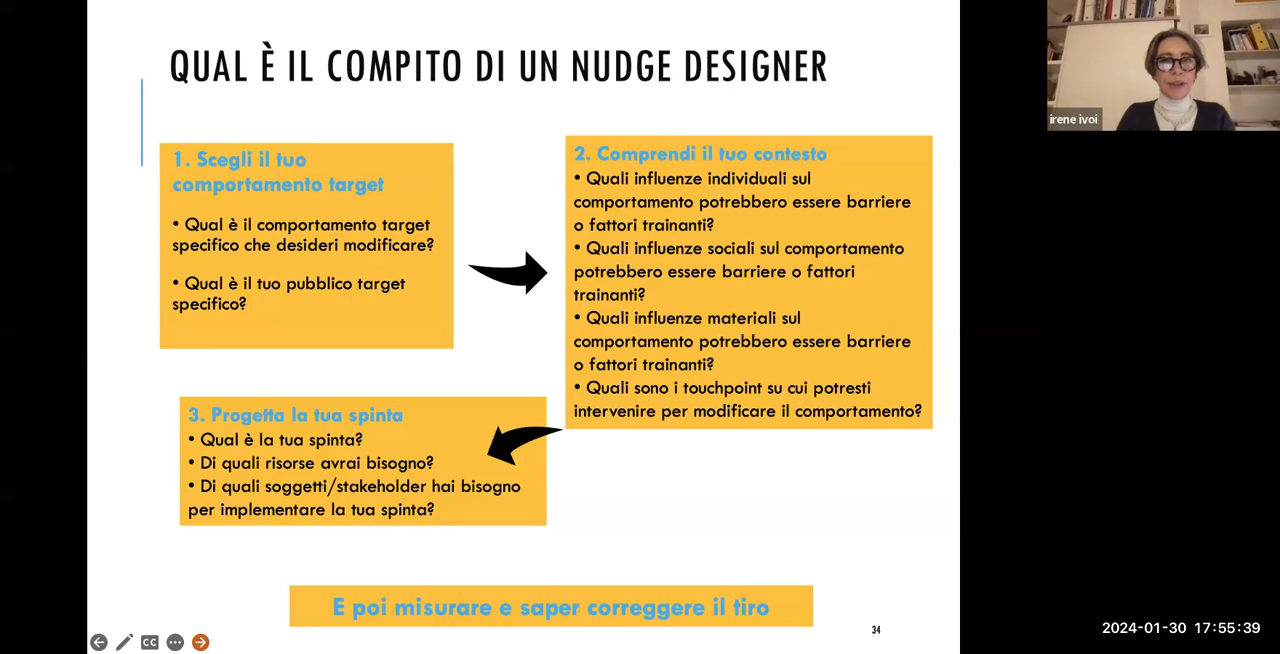 QUAL È IL COMPITO DI UN NUDGE DESIGNER
1. Scegli il tuo
comportamento target
• Qual è il comportamento target
specifico che desideri modificare?
• Qual è il tuo pubblico target
specifico?
2. Comprendi il tuo contesto
• Quali influenze individuali sul
comportamento potrebbero essere barriere
o fattori trainanti?
• Quali influenze sociali sul comportamento
potrebbero essere barriere o fattori
trainanti?
• Quali influenze materiali sul
comportamento potrebbero essere barriere
o fattori trainanti?
• Quali sono i touchpoint su cui potresti
intervenire per modificare il comportamento?
3. Progetta la tua spinta
• Qual è la tua spinta?
• Di quali risorse avrai bisogno?
• Di quali soggetti/stakeholder hai bisogno
per implementare la tua spinta?
E poi misurare e saper correggere il tiro
34
CC
irene ivoi
2024-01-30 17:55:39